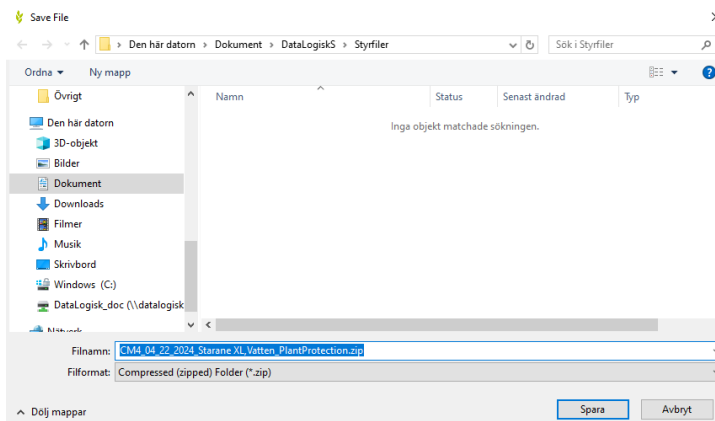 Save File
Den här datorn > Dokument > DataLogiskS > Styrfiler
Sök i Styrfiler
Ordna
Ny mapp
Övrigt
Den här datorn
3D-objekt
Bilder
Dokument
Downloads
Filmer
Musik
Skrivbord
Windows (C:)
DataLogisk_doc (\\datalogisk
Nätverk
Namn Status Senast ändrad Typ
Inga objekt matchade sökningen.
Filnamn: CM4_04_22_2024_Starane XL,Vatten_PlantProtection.zip
Filformat: Compressed (zipped) Folder (*.zip)
Dölj mappar
Spara
Avbryt